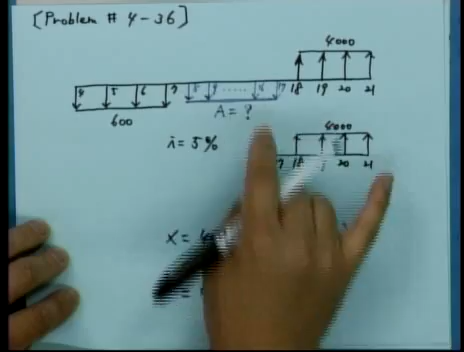 [Problem # 4-36]
4000
4 5 6 7 8 9 ..... 16 17 18 19 20 21
600
A = ?
i = 5%
4000
18 20 21
X =
=